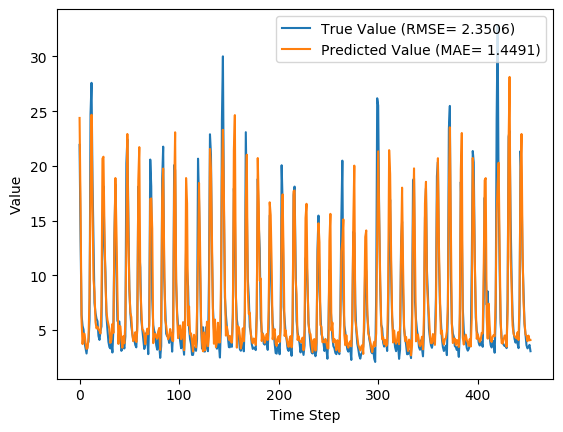 True Value (RMSE= 2.3506)
Predicted Value (MAE= 1.4491)
Value
30
25
20
15
10
5
0
100
200
300
400
Time Step